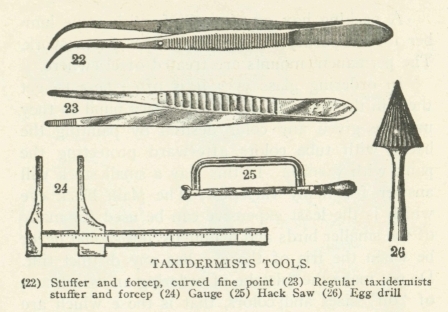 22
23
24
25
26
TAXIDERMISTS TOOLS.
(22) Stuffer and forcep, curved fine point (23) Regular taxidermists
stuffer and forcep (24) Gauge (25) Hack Saw (26) Egg drill